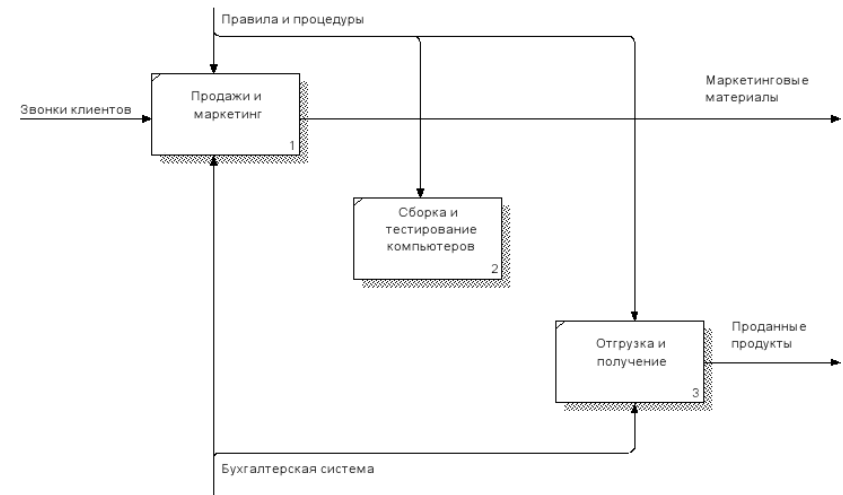 Правила и процедуры
Продажи и
маркетинг
1
Звонки клиентов
Маркетинговые
материалы
Сборка и
тестирование
компьютеров
2
Отгрузка и
получение
3
Проданные
продукты
Бухгалтерская система